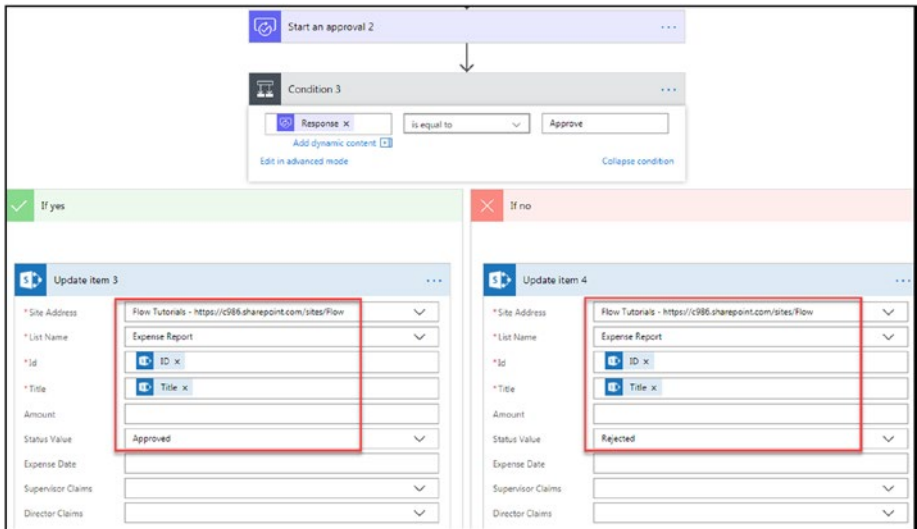 Start an approval 2
Condition 3
Response x is equal to Approve
Add dynamic content
Edit in advanced mode Collapse condition
If yes
If no
Update item 3
* Site Address Flow Tutorials - https://c986.sharepoint.com/sites/Flow
* List Name Expense Report
* Id ID x
* Title Title x
Amount
Status Value Approved
Expense Date
Supervisor Claims
Director Claims
Update item 4
* Site Address Flow Tutorials - https://c986.sharepoint.com/sites/Flow
* List Name Expense Report
* Id ID x
* Title Title x
Amount
Status Value Rejected
Expense Date
Supervisor Claims
Director Claims